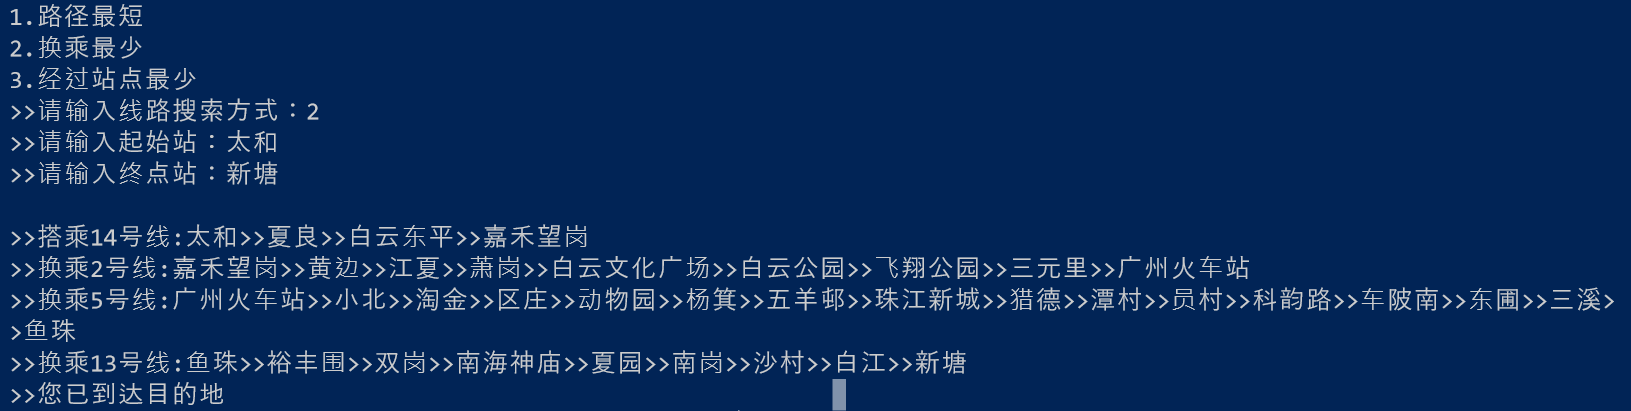 1.路径最短
2.换乘最少
3.经过站点最少
>>请输入线路搜索方式：2
>>请输入起始站：太和
>>请输入终点站：新塘
>>搭乘14号线:太和>>夏良>>白云东平>>嘉禾望岗
>>换乘2号线:嘉禾望岗>>黄边>>江夏>>萧岗>>白云文化广场>>白云公园>>飞翔公园>>三元里>>广州火车站
>>换乘5号线:广州火车站>>小北>>淘金>>区庄>>动物园>>杨箕>>五羊邨>>珠江新城>>猎德>>潭村>>员村>>科韵路>>车陂南>>东圃>>三溪>
>鱼珠
>>换乘13号线:鱼珠>>裕丰围>>双岗>>南海神庙>>夏园>>南岗>>沙村>>白江>>新塘
>>您已到达目的地